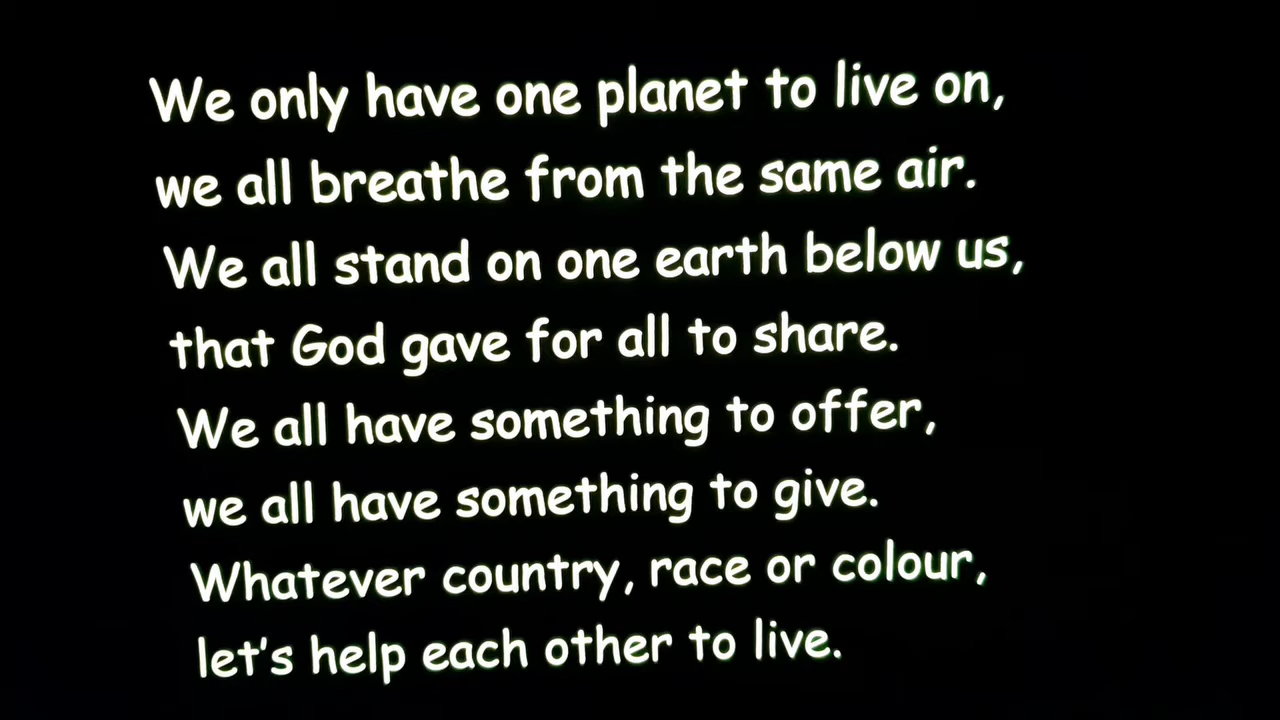 We only have one planet to live on,
we all breathe from the same air.
We all stand on one earth below us,
that God gave for all to share.
We all have something to offer,
we all have something to give.
Whatever country, race or colour,
let's help each other to live.